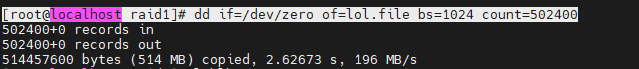 [root@localhost raid1]# dd if=/dev/zero of=lol.file bs=1024 count=502400
502400+0 records in
502400+0 records out
514457600 bytes (514 MB) copied, 2.62673 s, 196 MB/s